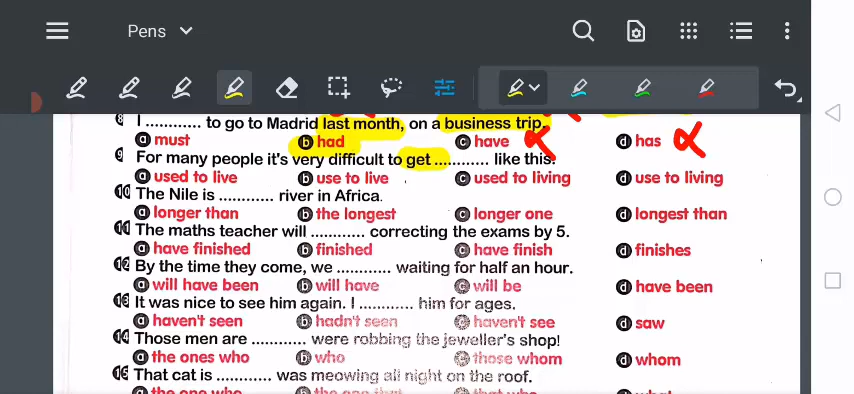 Pens
8 I ............ to go to Madrid last month, on a business trip.
a must b had c have d has
9 For many people it's very difficult to get ............ like this.
a used to live b use to live c used to living d use to living
10 The Nile is ............ river in Africa.
a longer than b the longest c longer one d longest than
11 The maths teacher will ............ correcting the exams by 5.
a have finished b finished c have finish d finishes
12 By the time they come, we ............ waiting for half an hour.
a will have been b will have c will be d have been
13 It was nice to see him again. I ............ him for ages.
a haven't seen b hadn't seen c haven't see d saw
14 Those men are ............ were robbing the jeweller's shop!
a the ones who b who c those whom d whom
15 That cat is ............ was meowing all night on the roof.